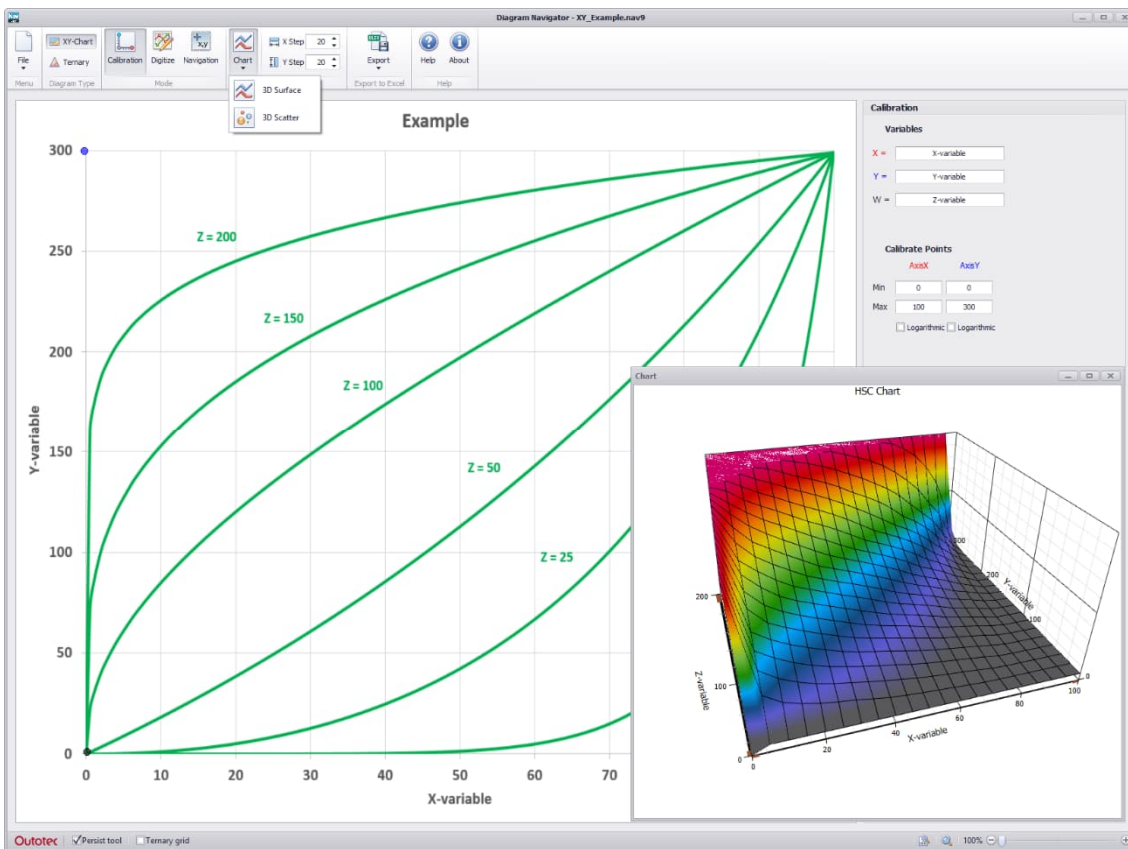 Diagram Navigator - XY_Example.nav9
XY-Chart
Ternary
File
Calibration
Digitize
Navigation
Chart
X Step 20
Y Step 20
Export
Help
About
Menu
Diagram Type
Mode
Export to Excel
Help
3D Surface
3D Scatter
Example
300
250
200
150
100
50
0
Y-variable
Z = 200
Z = 150
Z = 100
Z = 50
Z = 25
0 10 20 30 40 50 60 70
X-variable
Calibration
Variables
X = X-variable
Y = Y-variable
W = Z-variable
Calibrate Points
AxisX AxisY
Min 0 0
Max 100 300
Logarithmic Logarithmic
Chart
HSC Chart
200
100
0
Z-variable
0 20 40 60 80 100
X-variable
300
200
100
0
Y-variable
Outotec
Persist tool
Ternary grid
100%